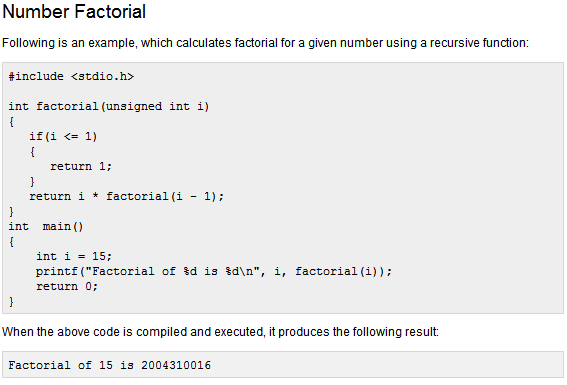 Number Factorial
Following is an example, which calculates factorial for a given number using a recursive function:
#include <stdio.h>
int factorial(unsigned int i)
{
   if(i <= 1)
   {
      return 1;
   }
   return i * factorial(i - 1);
}
int  main()
{
    int i = 15;
    printf("Factorial of %d is %d\n", i, factorial(i));
    return 0;
}
When the above code is compiled and executed, it produces the following result:
Factorial of 15 is 2004310016